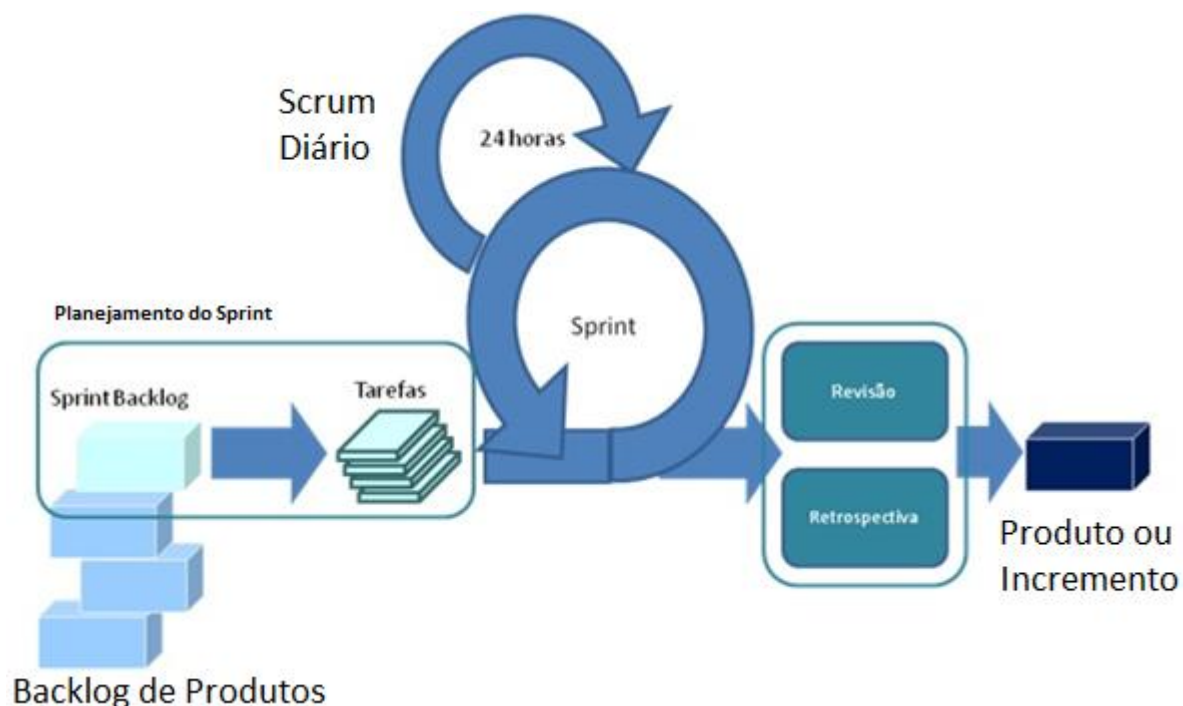 Scrum
Diário
24 horas
Planejamento do Sprint
Sprint
Sprint Backlog
Tarefas
Revisão
Retrospectiva
Produto ou
Incremento
Backlog de Produtos